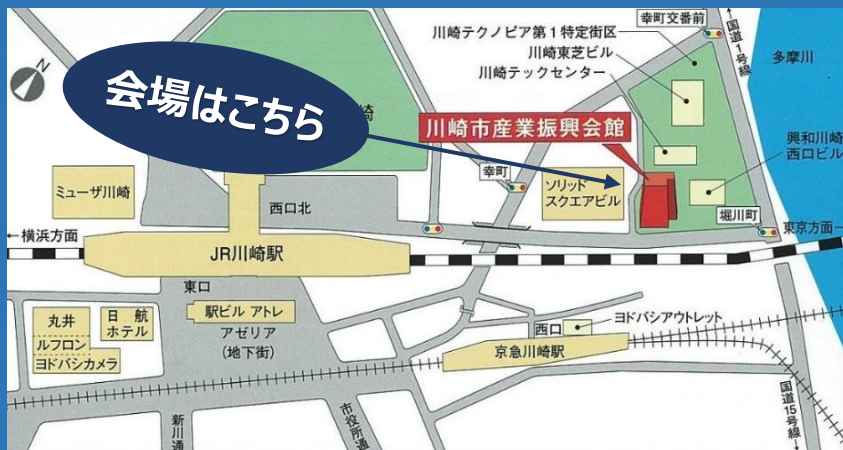 川崎テクノピア第1特定街区
川崎東芝ビル
川崎テックセンター
幸町交番前
←国道1号線
多摩川
N
会場はこちら
崎
川崎市産業振興会館
興和川崎
西口ビル
ミューザ川崎
西口北
幸町
ソリッド
スクエアビル
堀川町
←横浜方面
東京方面
JR川崎駅
東口
丸井
ルフロン
ヨドバシカメラ
日航
ホテル
駅ビル アトレ
アゼリア
(地下街)
西口
ヨドバシアウトレット
京急川崎駅
新川通
市役所通
国道15号線→